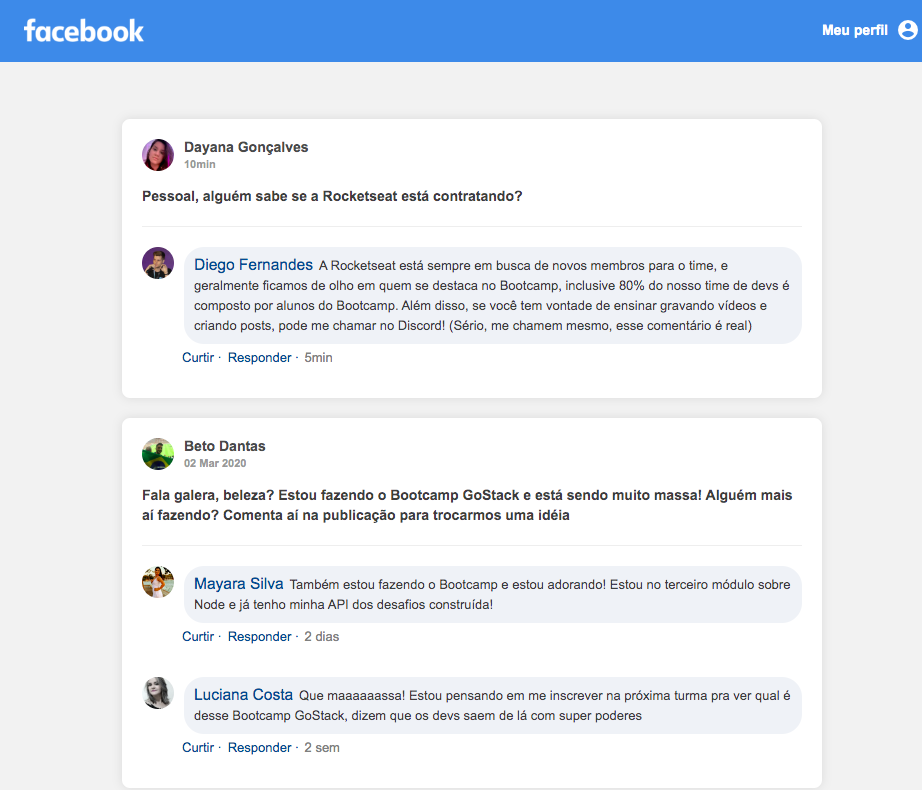 facebook
Meu perfil
Dayana Gonçalves
10min
Pessoal, alguém sabe se a Rocketseat está contratando?
Diego Fernandes A Rocketseat está sempre em busca de novos membros para o time, e
geralmente ficamos de olho em quem se destaca no Bootcamp, inclusive 80% do nosso time de devs é
composto por alunos do Bootcamp. Além disso, se você tem vontade de ensinar gravando vídeos e
criando posts, pode me chamar no Discord! (Sério, me chamem mesmo, esse comentário é real)
Curtir · Responder · 5min
Beto Dantas
02 Mar 2020
Fala galera, beleza? Estou fazendo o Bootcamp GoStack e está sendo muito massa! Alguém mais
aí fazendo? Comenta aí na publicação para trocarmos uma idéia
Mayara Silva Também estou fazendo o Bootcamp e estou adorando! Estou no terceiro módulo sobre
Node e já tenho minha API dos desafios construída!
Curtir · Responder · 2 dias
Luciana Costa Que maaaaaassa! Estou pensando em me inscrever na próxima turma pra ver qual é
desse Bootcamp GoStack, dizem que os devs saem de lá com super poderes
Curtir · Responder · 2 sem